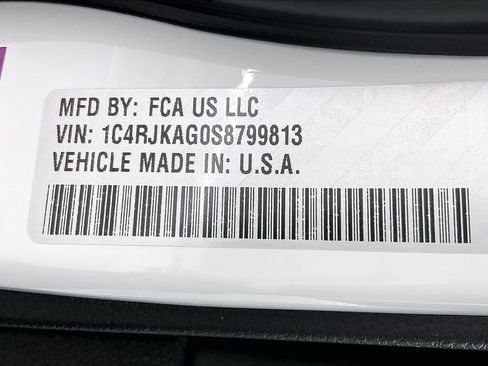 MFD BY: FCA US LLC
VIN: 1C4RJKAG0S8799813
VEHICLE MADE IN: U.S.A.